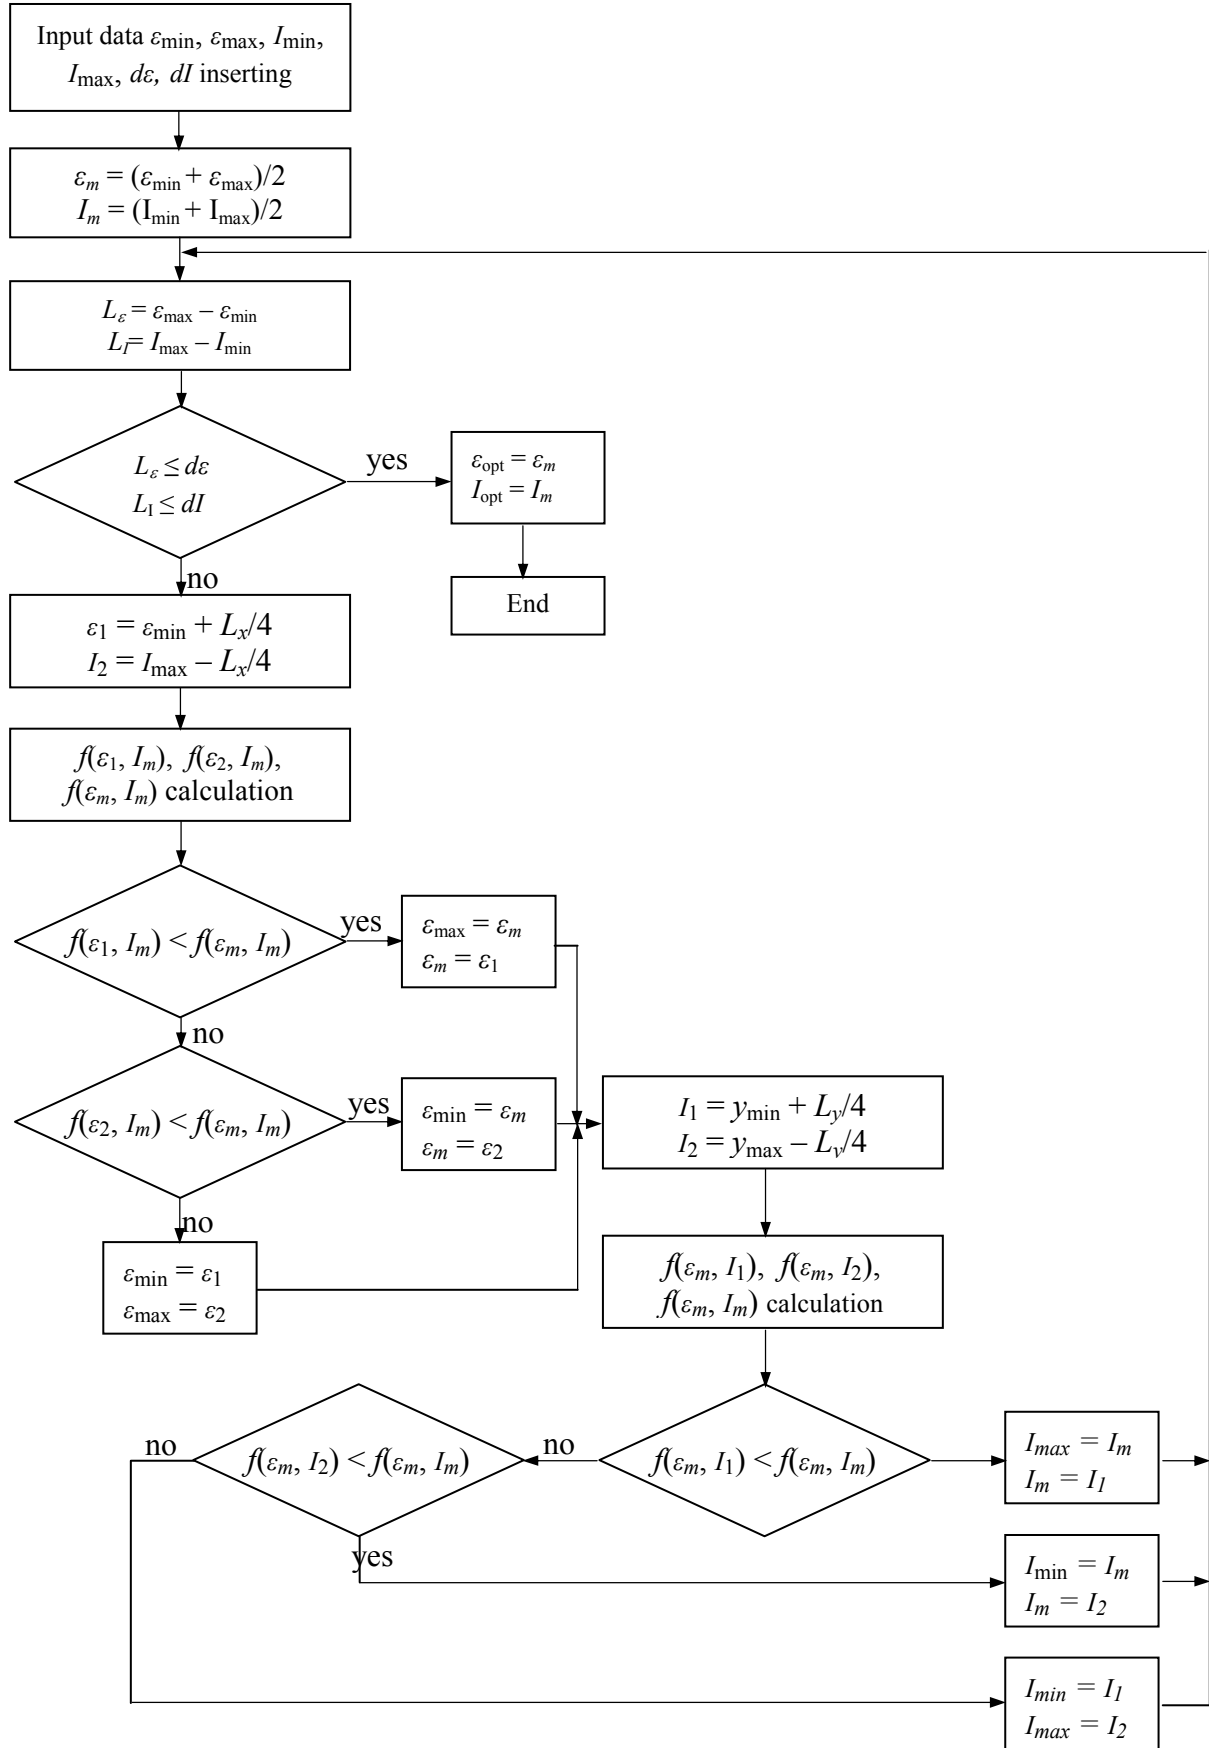 Input data εmin, εmax, Imin,
Imax, dε, dI inserting
εm = (εmin + εmax)/2
Im = (Imin + Imax)/2
Lε = εmax – εmin
LI= Imax – Imin
Lε ≤ dε
LI ≤ dI
yes
εopt = εm
Iopt = Im
End
no
ε1 = εmin + Lx/4
I2 = Imax – Lx/4
f(ε1, Im), f(ε2, Im),
f(εm, Im) calculation
f(ε1, Im) < f(εm, Im)
yes
εmax = εm
εm = ε1
no
f(ε2, Im) < f(εm, Im)
yes
εmin = εm
εm = ε2
no
εmin = ε1
εmax = ε2
I1 = ymin + Ly/4
I2 = ymax – Ly/4
f(εm, I1), f(εm, I2),
f(εm, Im) calculation
f(εm, I1) < f(εm, Im)
no
f(εm, I2) < f(εm, Im)
no
yes
Imax = Im
Im = I1
Imin = Im
Im = I2
Imin = I1
Imax = I2